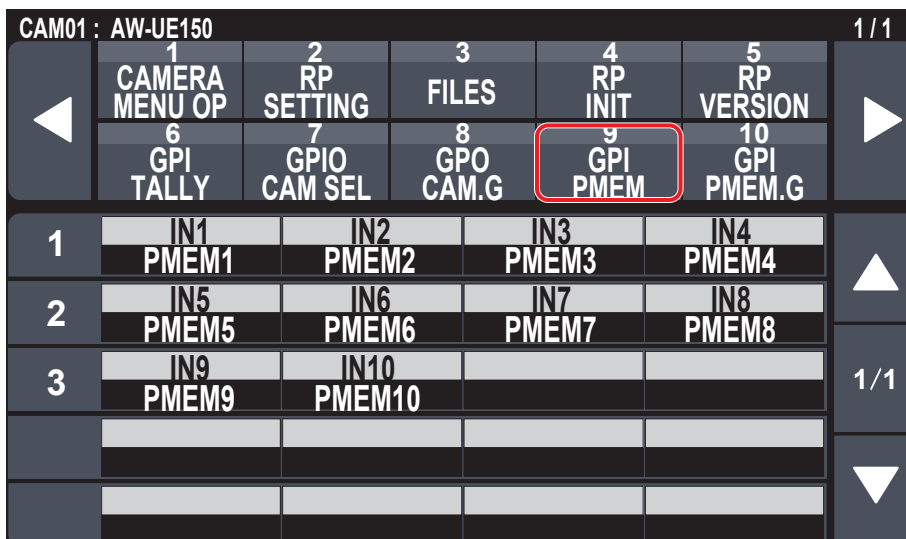 CAM01 : AW-UE150 1 / 1
1 2 3 4 5
CAMERA MENU OP RP SETTING FILES RP INIT RP VERSION
6 7 8 9 10
GPI TALLY GPIO CAM SEL GPO CAM.G GPI PMEM GPI PMEM.G
1 IN1 IN2 IN3 IN4
PMEM1 PMEM2 PMEM3 PMEM4
2 IN5 IN6 IN7 IN8
PMEM5 PMEM6 PMEM7 PMEM8
3 IN9 IN10 1/1
PMEM9 PMEM10